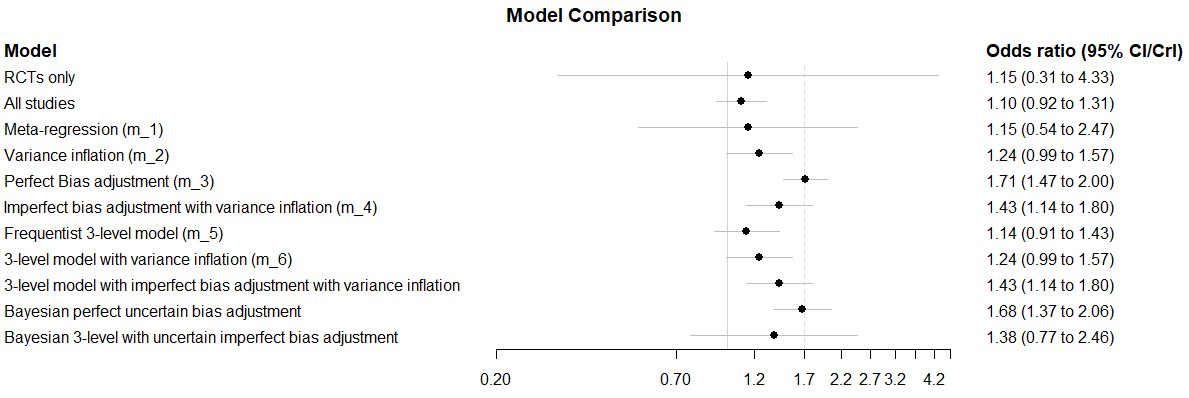 Model Comparison
Model Odds ratio (95% CI/CrI)
RCTs only 1.15 (0.31 to 4.33)
All studies 1.10 (0.92 to 1.31)
Meta-regression (m_1) 1.15 (0.54 to 2.47)
Variance inflation (m_2) 1.24 (0.99 to 1.57)
Perfect Bias adjustment (m_3) 1.71 (1.47 to 2.00)
Imperfect bias adjustment with variance inflation (m_4) 1.43 (1.14 to 1.80)
Frequentist 3-level model (m_5) 1.14 (0.91 to 1.43)
3-level model with variance inflation (m_6) 1.24 (0.99 to 1.57)
3-level model with imperfect bias adjustment with variance inflation 1.43 (1.14 to 1.80)
Bayesian perfect uncertain bias adjustment 1.68 (1.37 to 2.06)
Bayesian 3-level with uncertain imperfect bias adjustment 1.38 (0.77 to 2.46)
0.20 0.70 1.2 1.7 2.2 2.7 3.2 4.2